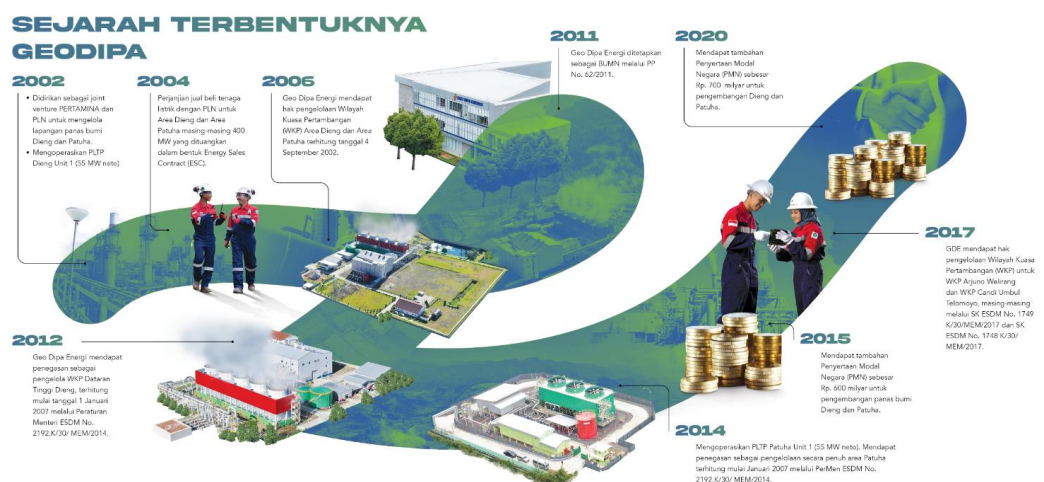 SEJARAH TERBENTUKNYA
GEODIPA
2002
• Didirikan sebagai joint
venture PERTAMINA dan
PLN untuk mengelola
lapangan panas bumi
Dieng dan Patuha.
• Mengoperasikan PLTP
Dieng Unit 1 (55 MW neto)
2004
Perjanjian jual beli tenaga
listrik dengan PLN untuk
Area Dieng dan Area
Patuha masing-masing 400
MW yang dituangkan
dalam bentuk Energy Sales
Contract (ESC).
2006
Geo Dipa Energi mendapat
hak pengelolaan Wilayah
Kuasa Pertambangan
(WKP) Area Dieng dan Area
Patuha terhitung tanggal 4
September 2002.
2011
Geo Dipa Energi ditetapkan
sebagai BUMN melalui PP
No. 62/2011.
2020
Mendapat tambahan
Penyertaan Modal
Negara (PMN) sebesar
Rp. 700 milyar untuk
pengembangan Dieng dan
Patuha.
2012
Geo Dipa Energi mendapat
penegasan sebagai
pengelola WKP Dataran
Tinggi Dieng, terhitung
mulai tanggal 1 Januari
2007 melalui Peraturan
Menteri ESDM No.
2192.K/30/ MEM/2014.
2014
Mengoperasikan PLTP Patuha Unit 1 (55 MW neto). Mendapat
penegasan sebagai pengelolaan secara penuh area Patuha
terhitung mulai Januari 2007 melalui PerMen ESDM No.
2192.K/30/ MEM/2014.
2015
Mendapat tambahan
Penyertaan Modal
Negara (PMN) sebesar
Rp. 600 milyar untuk
pengembangan panas bumi
Dieng dan Patuha.
2017
GDE mendapat hak
pengelolaan Wilayah Kuasa
Pertambangan (WKP) untuk
WKP Arjuno Welirang
dan WKP Candi Umbul
Telomoyo, masing-masing
melalui SK ESDM No. 1749
K/30/MEM/2017 dan SK
ESDM No. 1748 K/30/
MEM/2017.